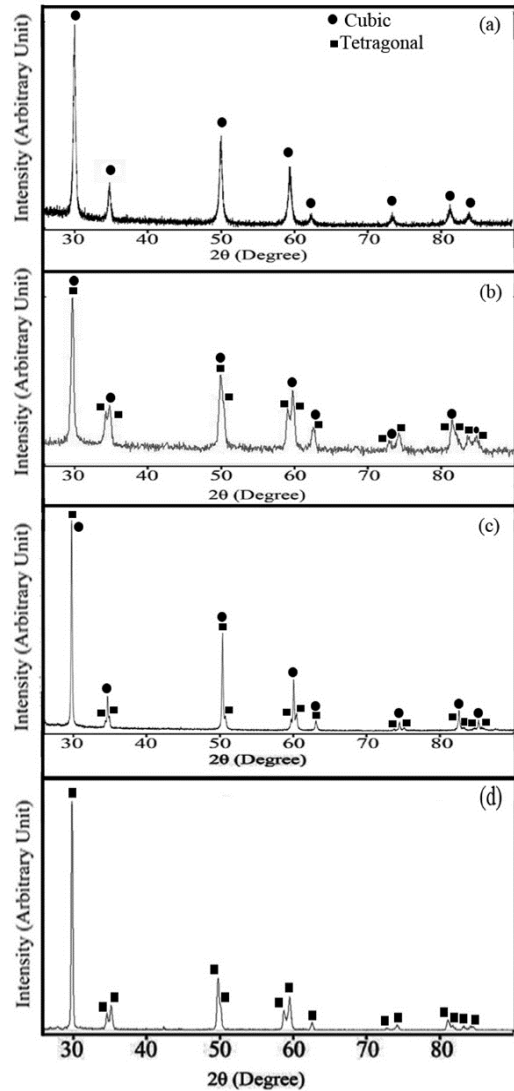 (a)
● Cubic
■ Tetragonal
Intensity (Arbitrary Unit)
30 40 50 60 70 80
2θ (Degree)
(b)
Intensity (Arbitrary Unit)
30 40 50 60 70 80
2θ (Degree)
(c)
Intensity (Arbitrary Unit)
30 40 50 60 70 80
2θ (Degree)
(d)
Intensity (Arbitrary Unit)
30 40 50 60 70 80
2θ (Degree)